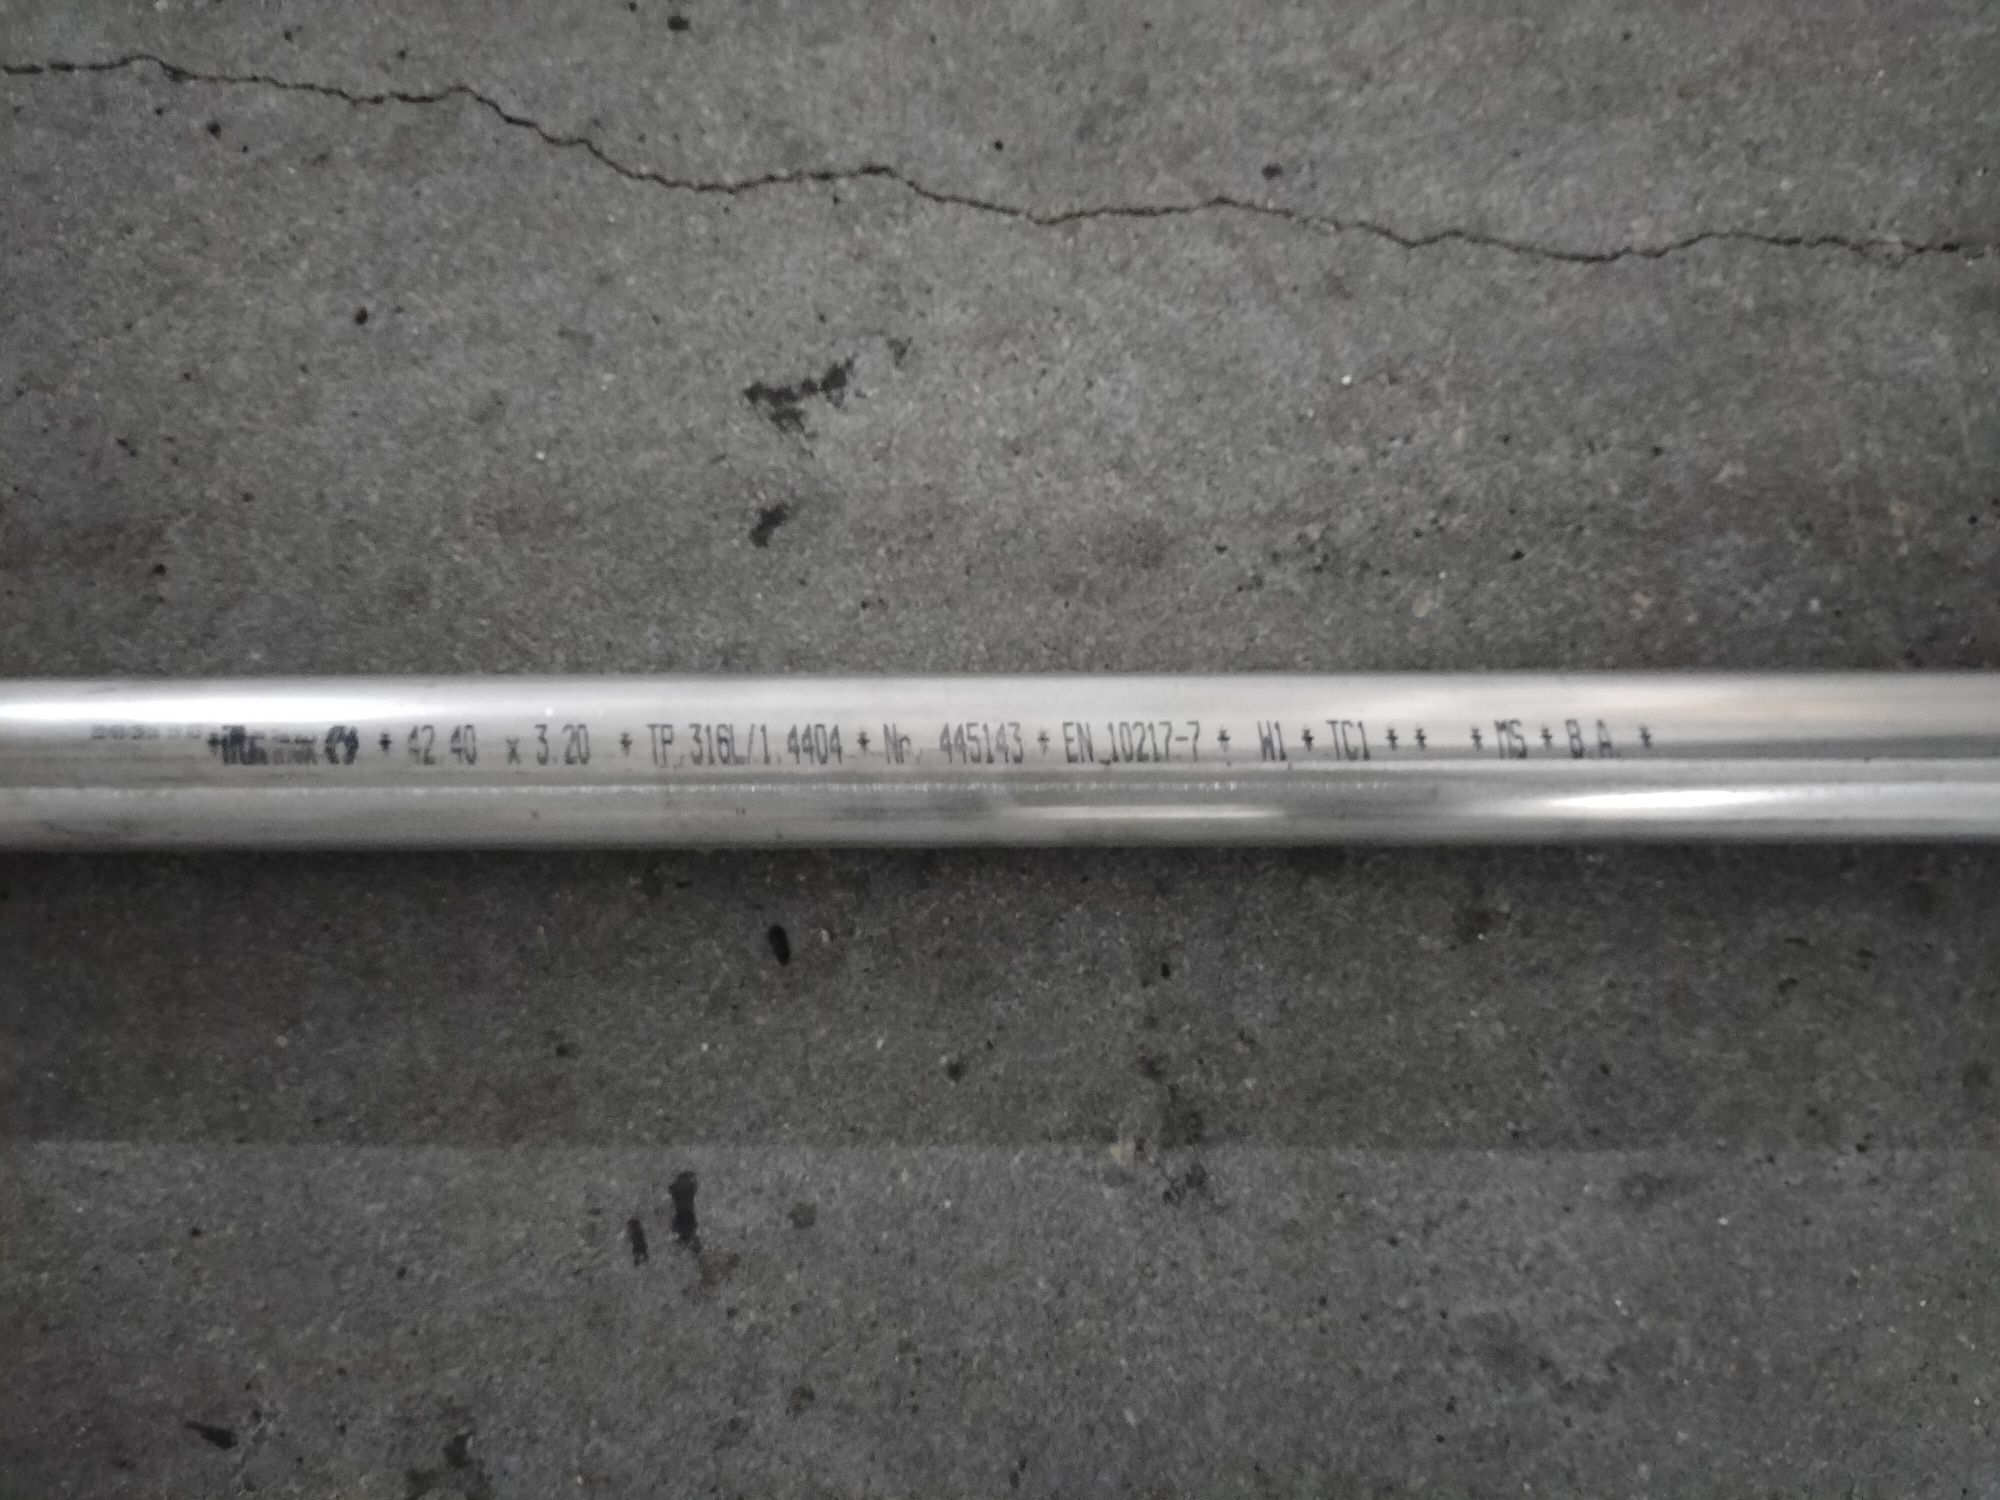 * 42.40 x 3.20 * TP.316L/1.4404 * Nr. 445143 * EN 10217-7 * W1 * TC1 * * * MS * B.A. *